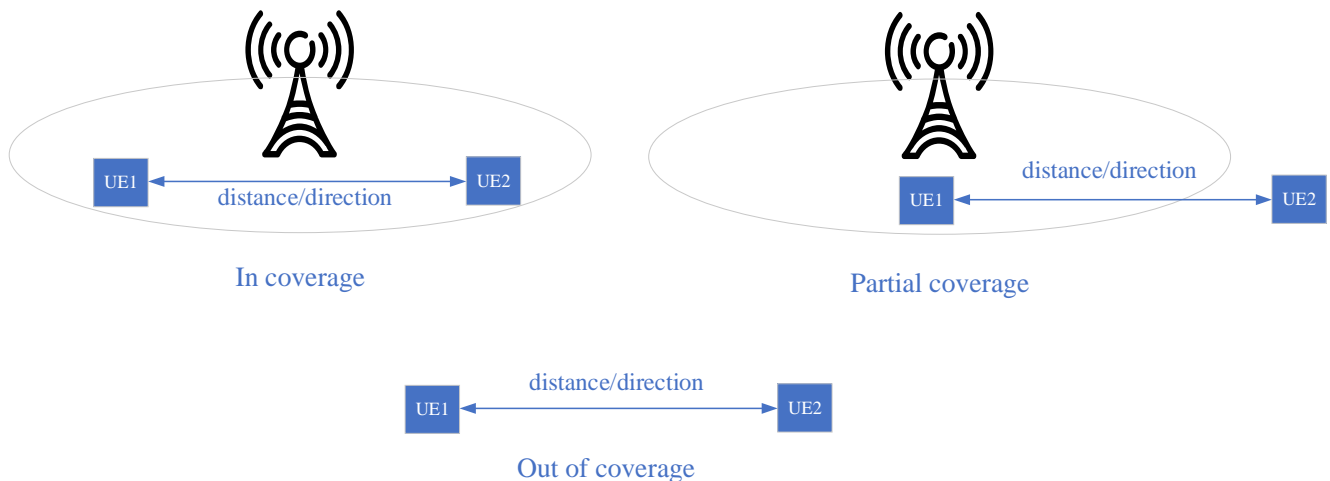 UE1
UE2
distance/direction
In coverage
distance/direction
UE1
UE2
Partial coverage
distance/direction
UE1
UE2
Out of coverage